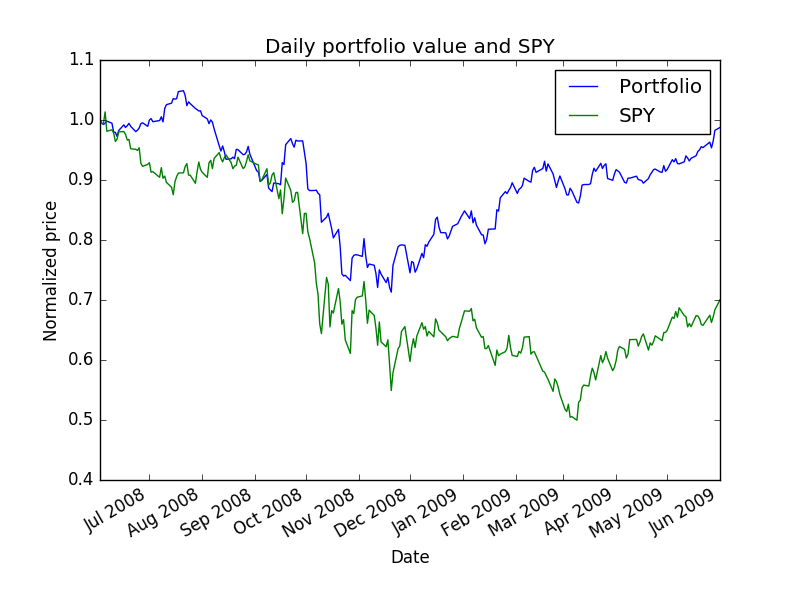 Daily portfolio value and SPY
Portfolio
SPY
1.1
1.0
0.9
0.8
0.7
0.6
0.5
0.4
Normalized price
Jul 2008
Aug 2008
Sep 2008
Oct 2008
Nov 2008
Dec 2008
Jan 2009
Feb 2009
Mar 2009
Apr 2009
May 2009
Jun 2009
Date